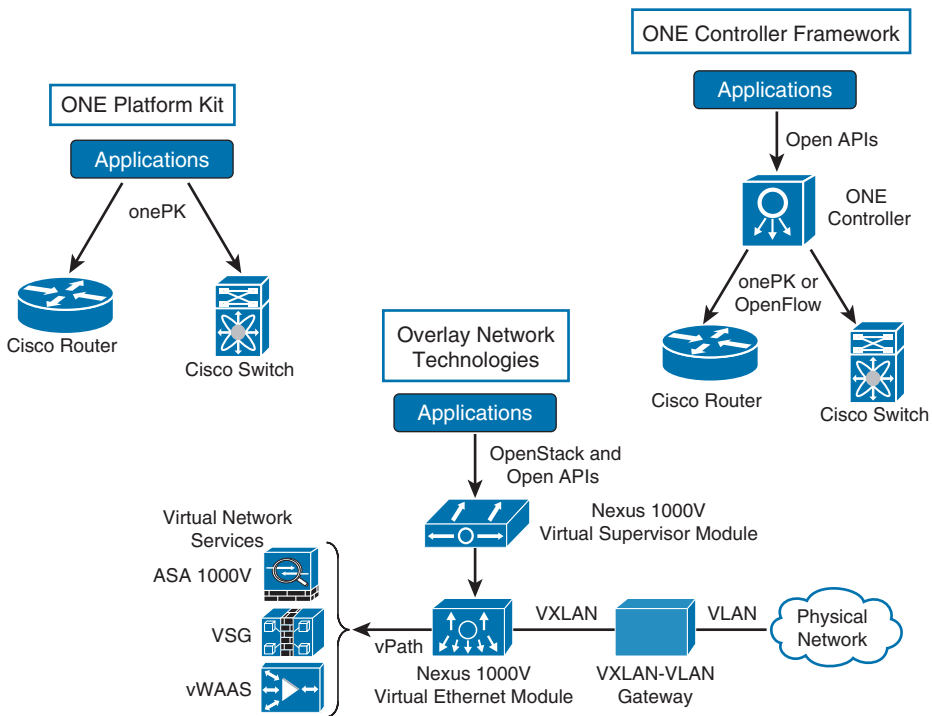 ONE Platform Kit
Applications
onePK
Cisco Router
Cisco Switch
ONE Controller Framework
Applications
Open APIs
ONE
Controller
onePK or
OpenFlow
Cisco Router
Cisco Switch
Overlay Network
Technologies
Applications
OpenStack and
Open APIs
Nexus 1000V
Virtual Supervisor Module
Virtual Network
Services
ASA 1000V
VSG
vWAAS
vPath
Nexus 1000V
Virtual Ethernet Module
VXLAN
VXLAN-VLAN
Gateway
VLAN
Physical
Network